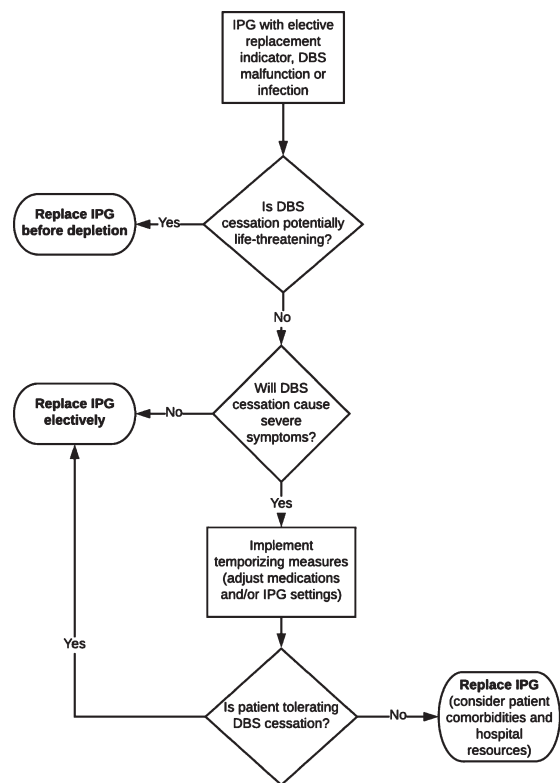 IPG with elective
replacement
indicator, DBS
malfunction or
infection
Is DBS
cessation potentially
life-threatening?
Yes
Replace IPG
before depletion
No
Will DBS
cessation cause
severe
symptoms?
No
Replace IPG
electively
Yes
Implement
temporizing measures
(adjust medications
and/or IPG settings)
Yes
Is patient tolerating
DBS cessation?
No
Replace IPG
(consider patient
comorbidities and
hospital
resources)